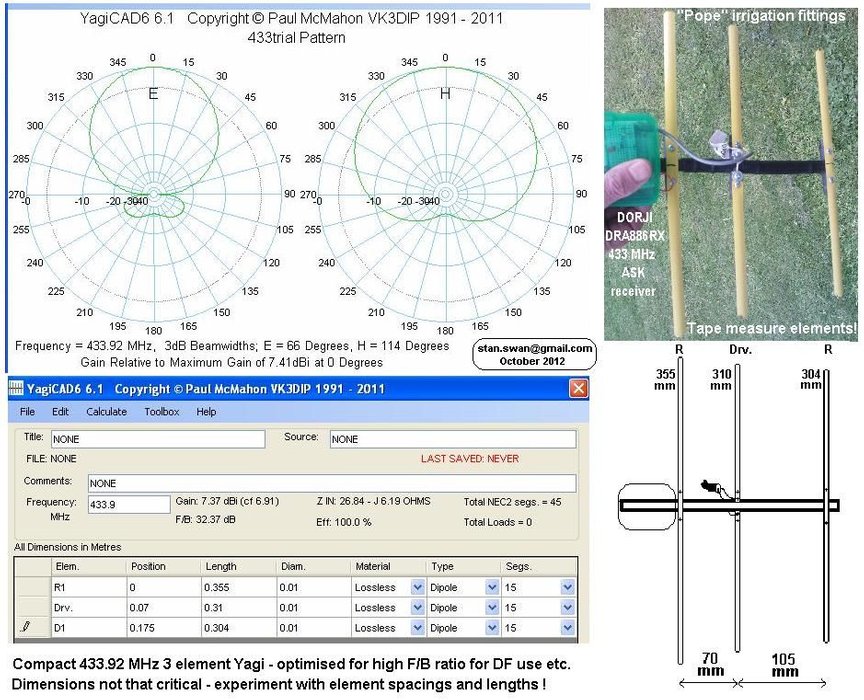 YagiCAD6 6.1 Copyright © Paul McMahon VK3DIP 1991 - 2011
433trial Pattern
0
345 15
330 30
315 45
300 60
285 75
270 90
255 105
240 120
225 135
210 150
195 165
180
E
-0 -10 -20 -30-40
0
345 15
330 30
315 45
300 60
285 75
270 90
255 105
240 120
225 135
210 150
195 165
180
H
-0 -10 -20 -30-40
Frequency = 433.92 MHz, 3dB Beamwidths; E = 66 Degrees, H = 114 Degrees
Gain Relative to Maximum Gain of 7.41dBi at 0 Degrees
stan.swan@gmail.com
October 2012
"Pope" irrigation fittings
DORJI
DRA886RX
433 MHz
ASK
receiver
Tape measure elements!
YagiCAD6 6.1 Copyright © Paul McMahon VK3DIP 1991 - 2011
File Edit Calculate Toolbox Help
Title: NONE Source: NONE
FILE: NONE LAST SAVED: NEVER
Comments: NONE
Frequency: 433.9 Gain: 7.37 dBi (cf 6.91) Z IN: 26.84 - J 6.19 OHMS Total NEC2 segs. = 45
MHz F/B: 32.37 dB Eff: 100.0 % Total Loads = 0
All Dimensions in Metres
Elem. Position Length Diam. Material Type Segs.
R1 0 0.355 0.01 Lossless Dipole 15
Drv. 0.07 0.31 0.01 Lossless Dipole 15
D1 0.175 0.304 0.01 Lossless Dipole 15
R Drv. R
355 310 304
mm mm mm
70 105
mm mm
Compact 433.92 MHz 3 element Yagi - optimised for high F/B ratio for DF use etc.
Dimensions not that critical - experiment with element spacings and lengths !